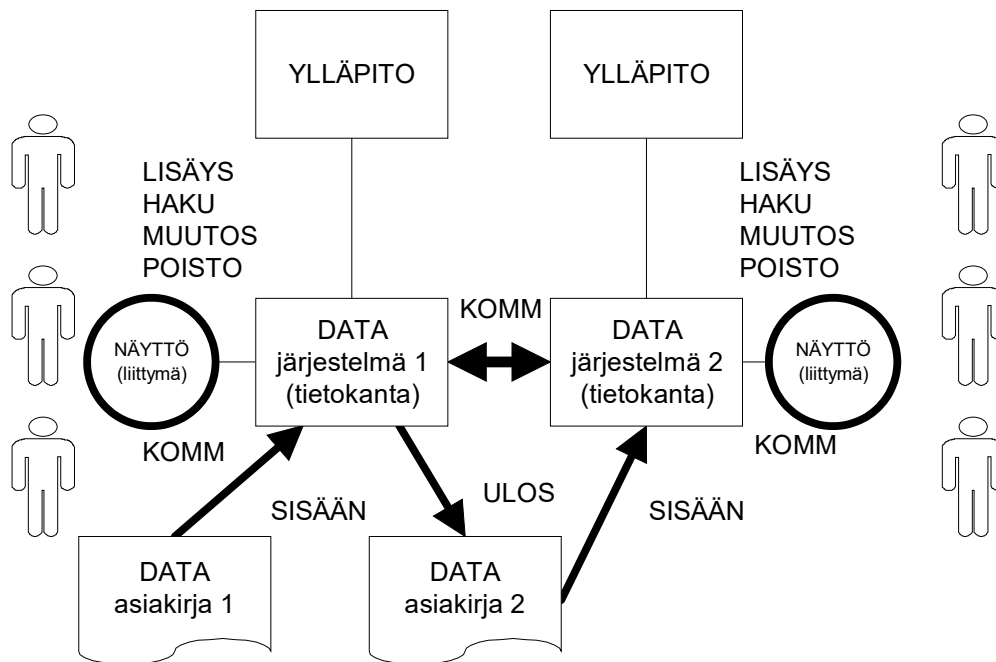 YLLÄPITO
YLLÄPITO
LISÄYS
HAKU
MUUTOS
POISTO
LISÄYS
HAKU
MUUTOS
POISTO
NÄYTTÖ
(liittymä)
DATA
järjestelmä 1
(tietokanta)
KOMM
DATA
järjestelmä 2
(tietokanta)
NÄYTTÖ
(liittymä)
KOMM
KOMM
SISÄÄN
ULOS
SISÄÄN
DATA
asiakirja 1
DATA
asiakirja 2